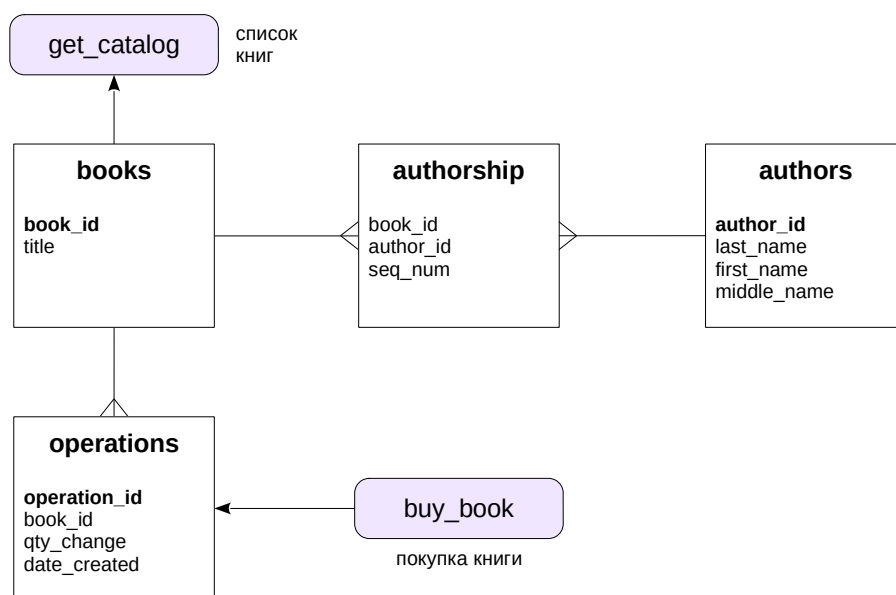 get_catalog
список
книг
books
book_id
title
authorship
book_id
author_id
seq_num
authors
author_id
last_name
first_name
middle_name
operations
operation_id
book_id
qty_change
date_created
buy_book
покупка книги